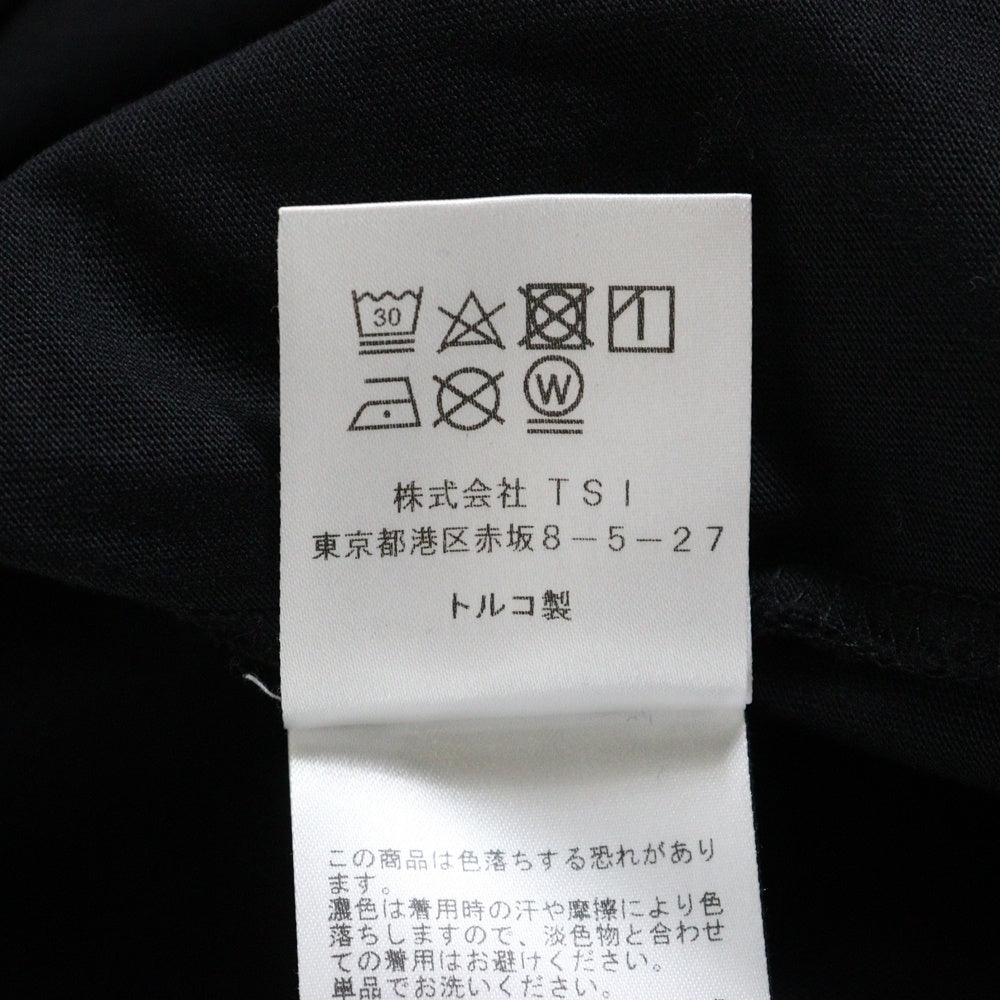 30
W
株式会社 TSI
東京都港区赤坂8-5-27
トルコ製
この商品は色落ちする恐れがあり
ます。
濃色は着用時の汗や摩擦により色
落ちしますので、淡色物と合わせ
ての着用はお避けください。
単品でお洗いください。